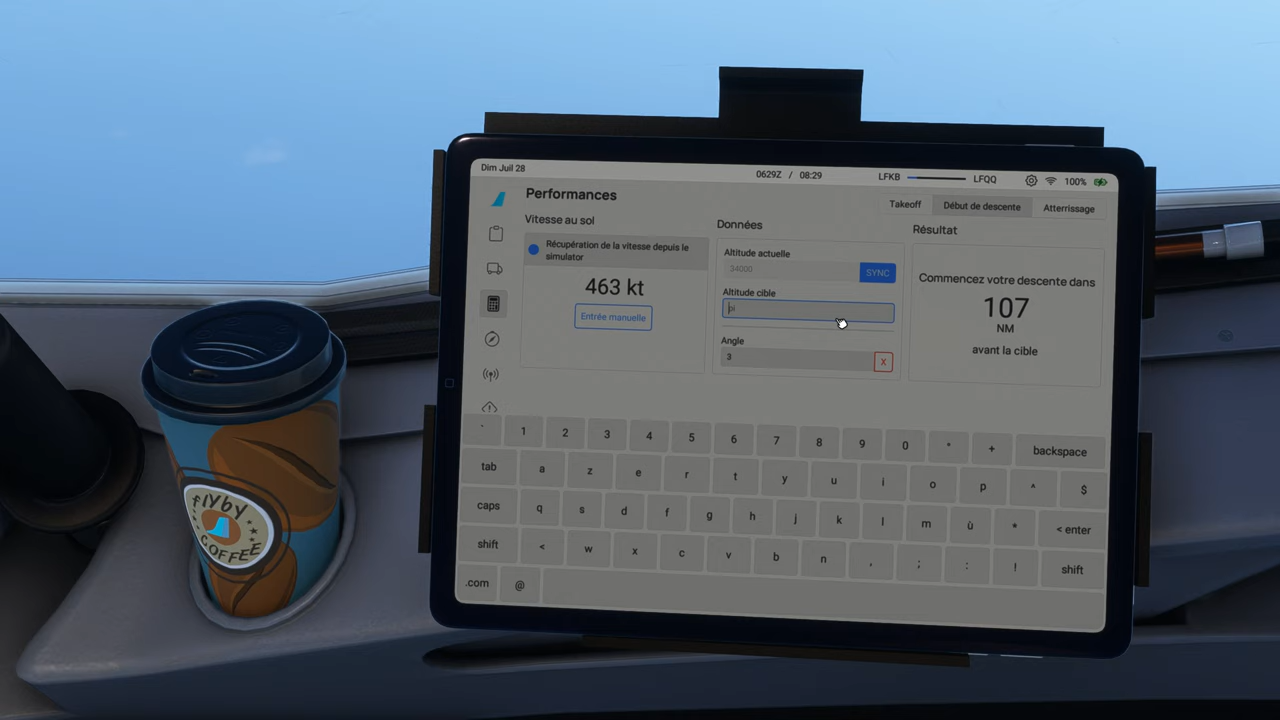 Dim Juil 28
0629Z / 08:29
LFKB
LFQQ
100%
Performances
Takeoff
Début de descente
Atterrissage
Vitesse au sol
Récupération de la vitesse depuis le
simulator
463 kt
Entrée manuelle
Données
Altitude actuelle
34000
SYNC
Altitude cible
pi
Angle
3
X
Résultat
Commencez votre descente dans
107
NM
avant la cible
` 1 2 3 4 5 6 7 8 9 0 ° + backspace
tab a z e r t y u i o p ^ $
caps q s d f g h j k l m ù * < enter
shift < w x c v b n , ; : ! shift
.com @
flyby
COFFEE